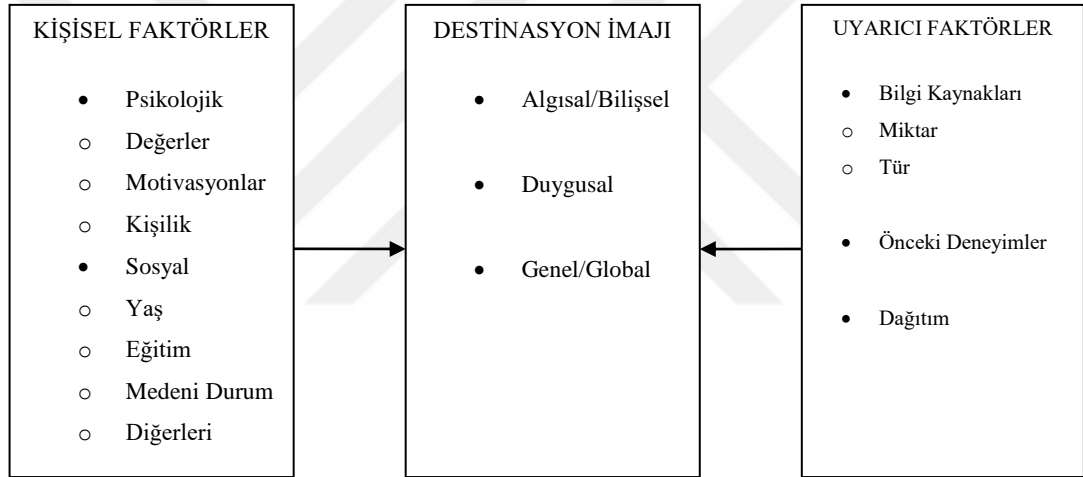 KİŞİSEL FAKTÖRLER
• Psikolojik
o Değerler
o Motivasyonlar
o Kişilik
• Sosyal
o Yaş
o Eğitim
o Medeni Durum
o Diğerleri
DESTİNASYON İMAJI
• Algısal/Bilişsel
• Duygusal
• Genel/Global
UYARICI FAKTÖRLER
• Bilgi Kaynakları
o Miktar
o Tür
• Önceki Deneyimler
• Dağıtım